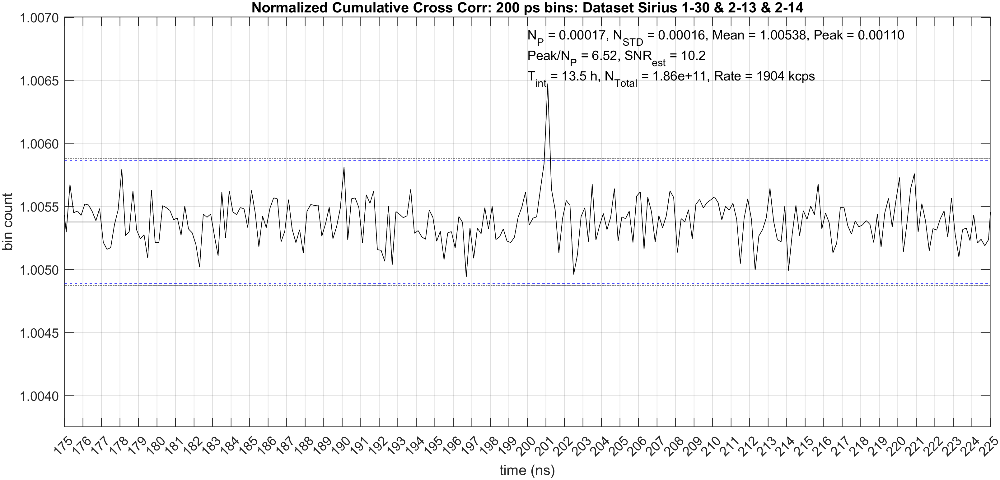 Normalized Cumulative Cross Corr: 200 ps bins: Dataset Sirius 1-30 & 2-13 & 2-14
N_P = 0.00017, N_STD = 0.00016, Mean = 1.00538, Peak = 0.00110
Peak/N_P = 6.52, SNR_est = 10.2
T_int = 13.5 h, N_Total = 1.86e+11, Rate = 1904 kcps
bin count
1.0070
1.0065
1.0060
1.0055
1.0050
1.0045
1.0040
175 176 177 178 179 180 181 182 183 184 185 186 187 188 189 190 191 192 193 194 195 196 197 198 199 200 201 202 203 204 205 206 207 208 209 210 211 212 213 214 215 216 217 218 219 220 221 222 223 224 225
time (ns)